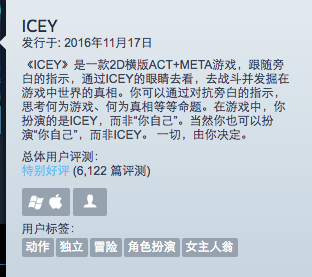 ICEY
发行于: 2016年11月17日
《ICEY》是一款2D横版ACT+META游戏，跟随旁
白的指示，通过ICEY的眼睛去看，去战斗并发掘在
游戏中世界的真相。你可以通过对抗旁白的指示，
思考何为游戏、何为真相等等命题。在游戏中，你
扮演的是ICEY，而非“你自己”。当然你也可以扮
演“你自己”，而非ICEY。 一切，由你决定。
总体用户评测：
特别好评 (6,122 篇评测)
用户标签：
动作 独立 冒险 角色扮演 女主人翁